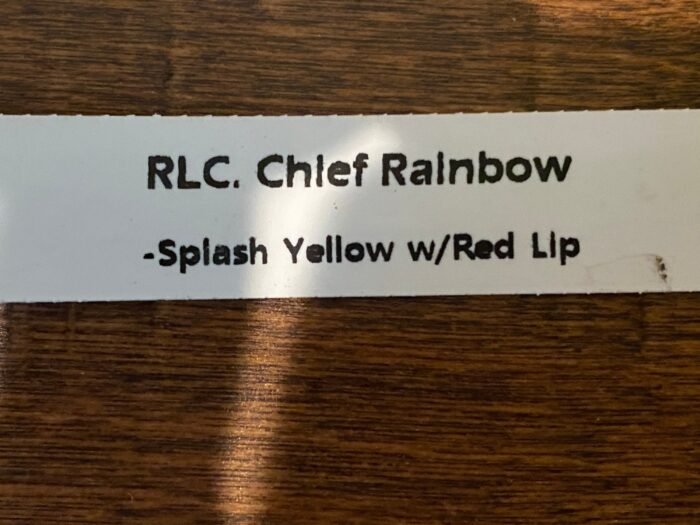 RLC. Chief Rainbow
-Splash Yellow w/Red Lip